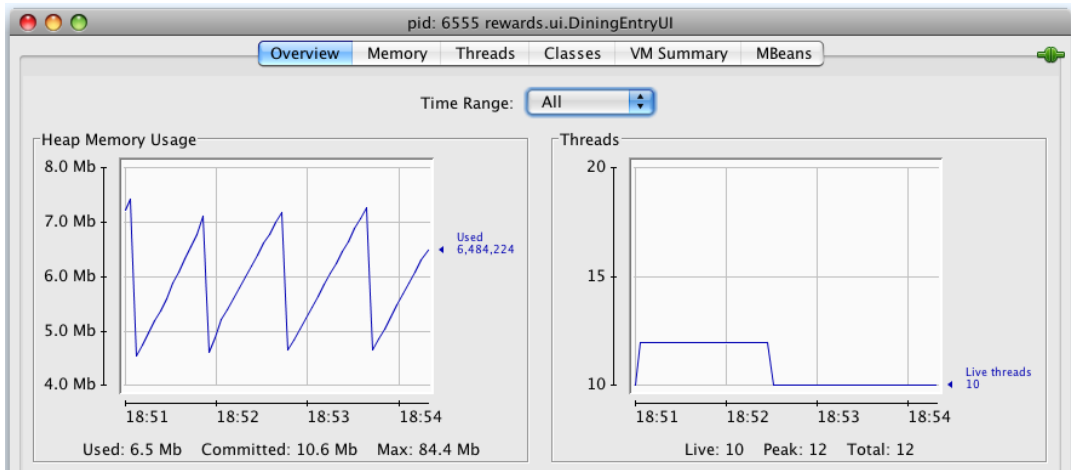 pid: 6555 rewards.ui.DiningEntryUI
Overview Memory Threads Classes VM Summary MBeans
Time Range: All
Heap Memory Usage
8.0 Mb
7.0 Mb
6.0 Mb
5.0 Mb
4.0 Mb
Used
6,484,224
18:51 18:52 18:53 18:54
Used: 6.5 Mb Committed: 10.6 Mb Max: 84.4 Mb
Threads
20
15
10
Live threads
10
18:51 18:52 18:53 18:54
Live: 10 Peak: 12 Total: 12